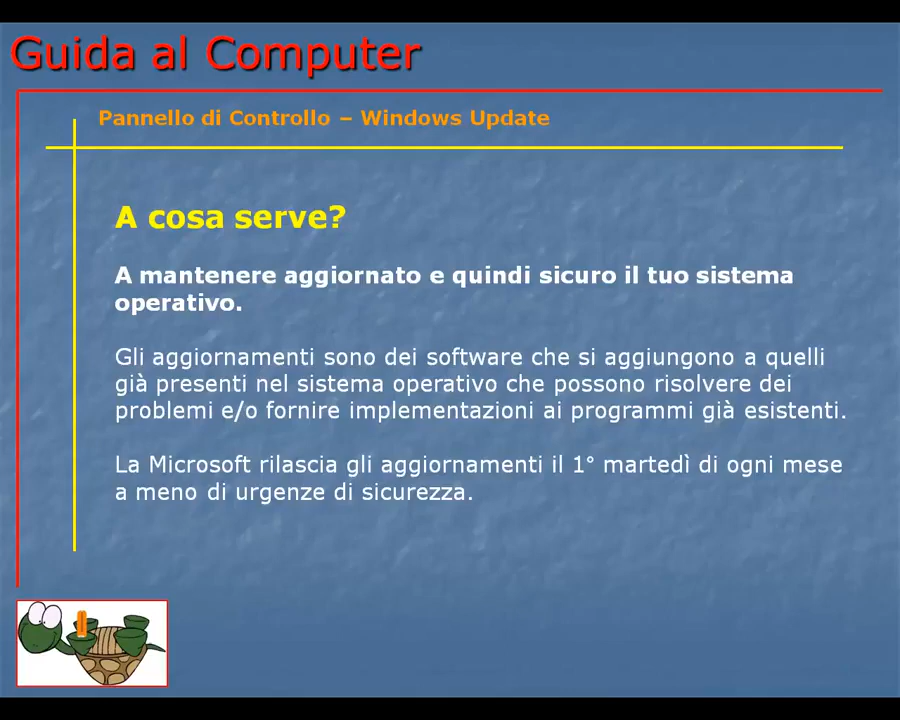 Guida al Computer
Pannello di Controllo – Windows Update
A cosa serve?
A mantenere aggiornato e quindi sicuro il tuo sistema
operativo.
Gli aggiornamenti sono dei software che si aggiungono a quelli
già presenti nel sistema operativo che possono risolvere dei
problemi e/o fornire implementazioni ai programmi già esistenti.
La Microsoft rilascia gli aggiornamenti il 1° martedì di ogni mese
a meno di urgenze di sicurezza.